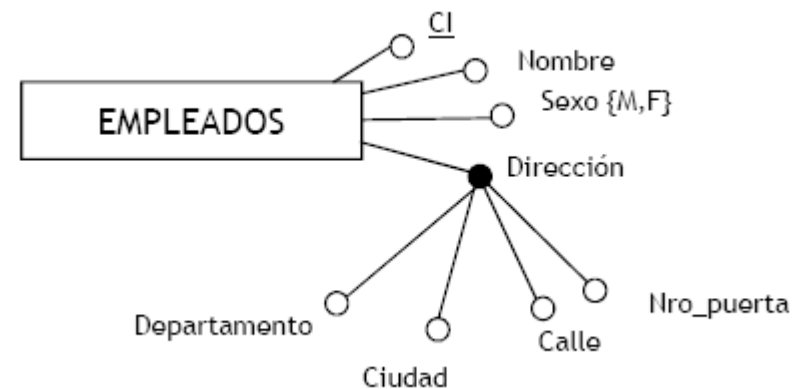 CI
Nombre
Sexo {M,F}
EMPLEADOS
Dirección
Departamento
Ciudad
Calle
Nro_puerta